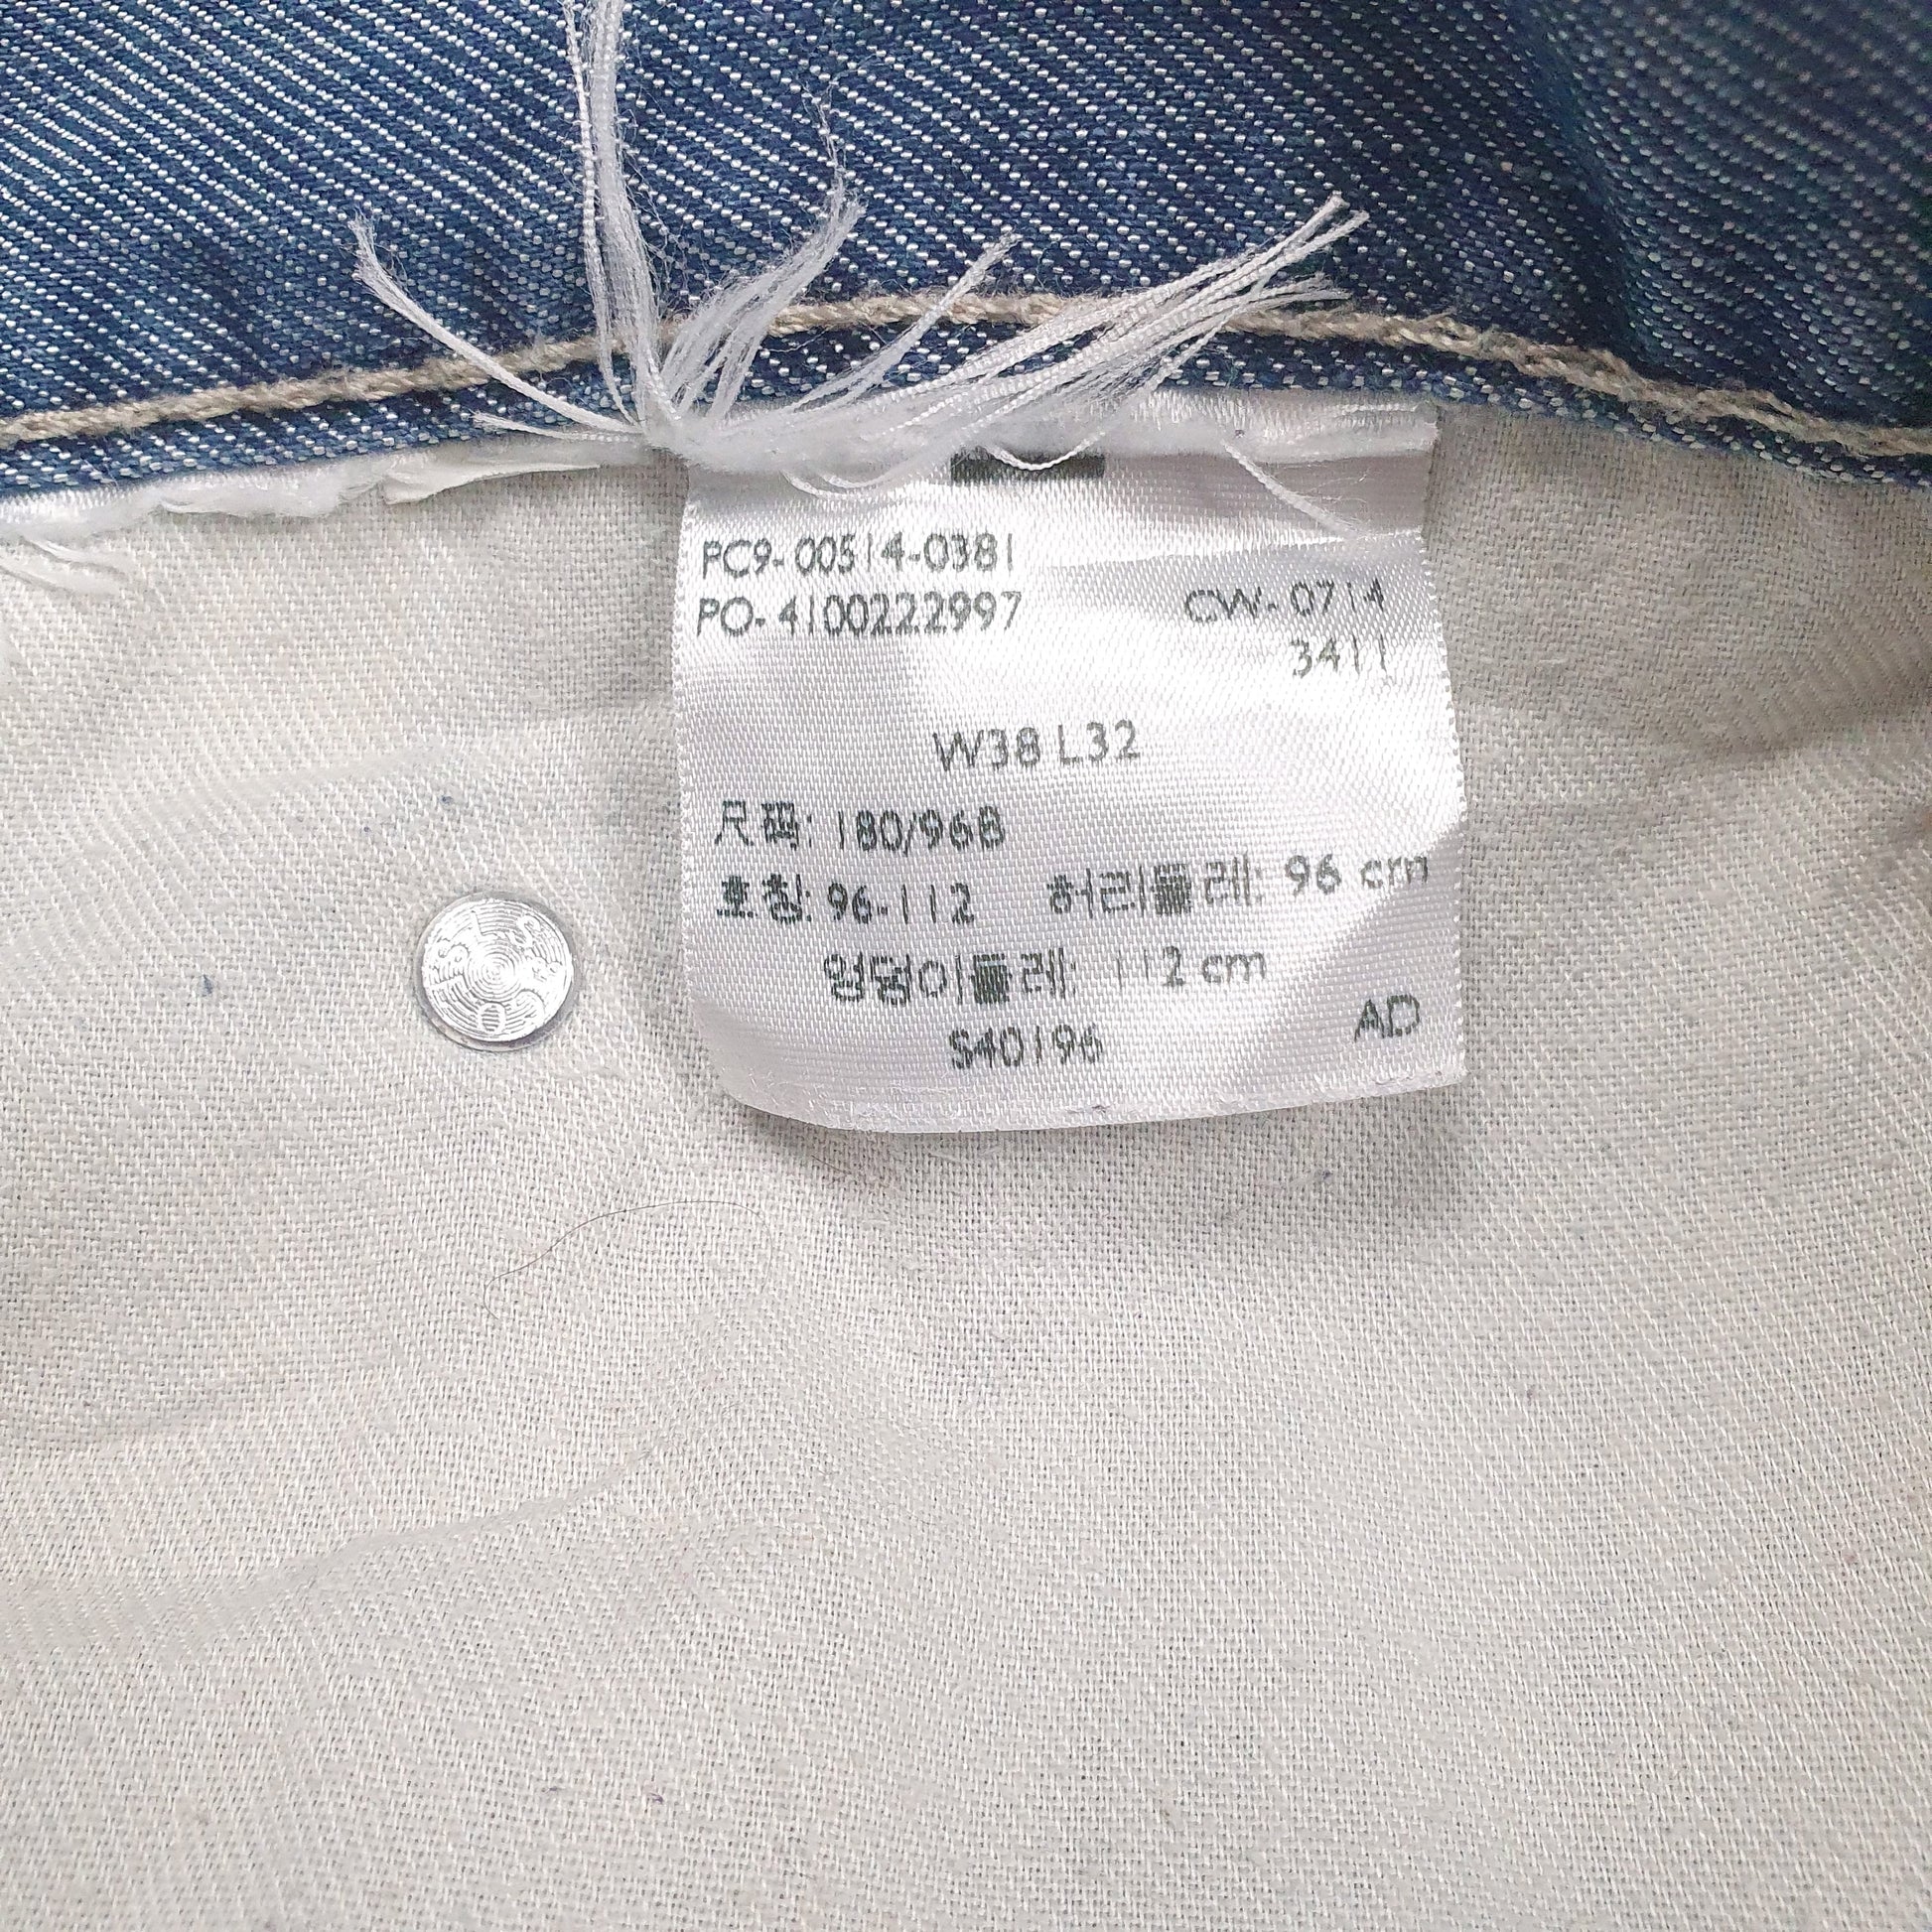 PC9-00514-0381
PO-4100222997 CW-0714
3411
W38 L32
尺码: 180/96B
호칭: 96-112 허리둘레: 96 cm
엉덩이둘레: 112 cm
S40196 AD